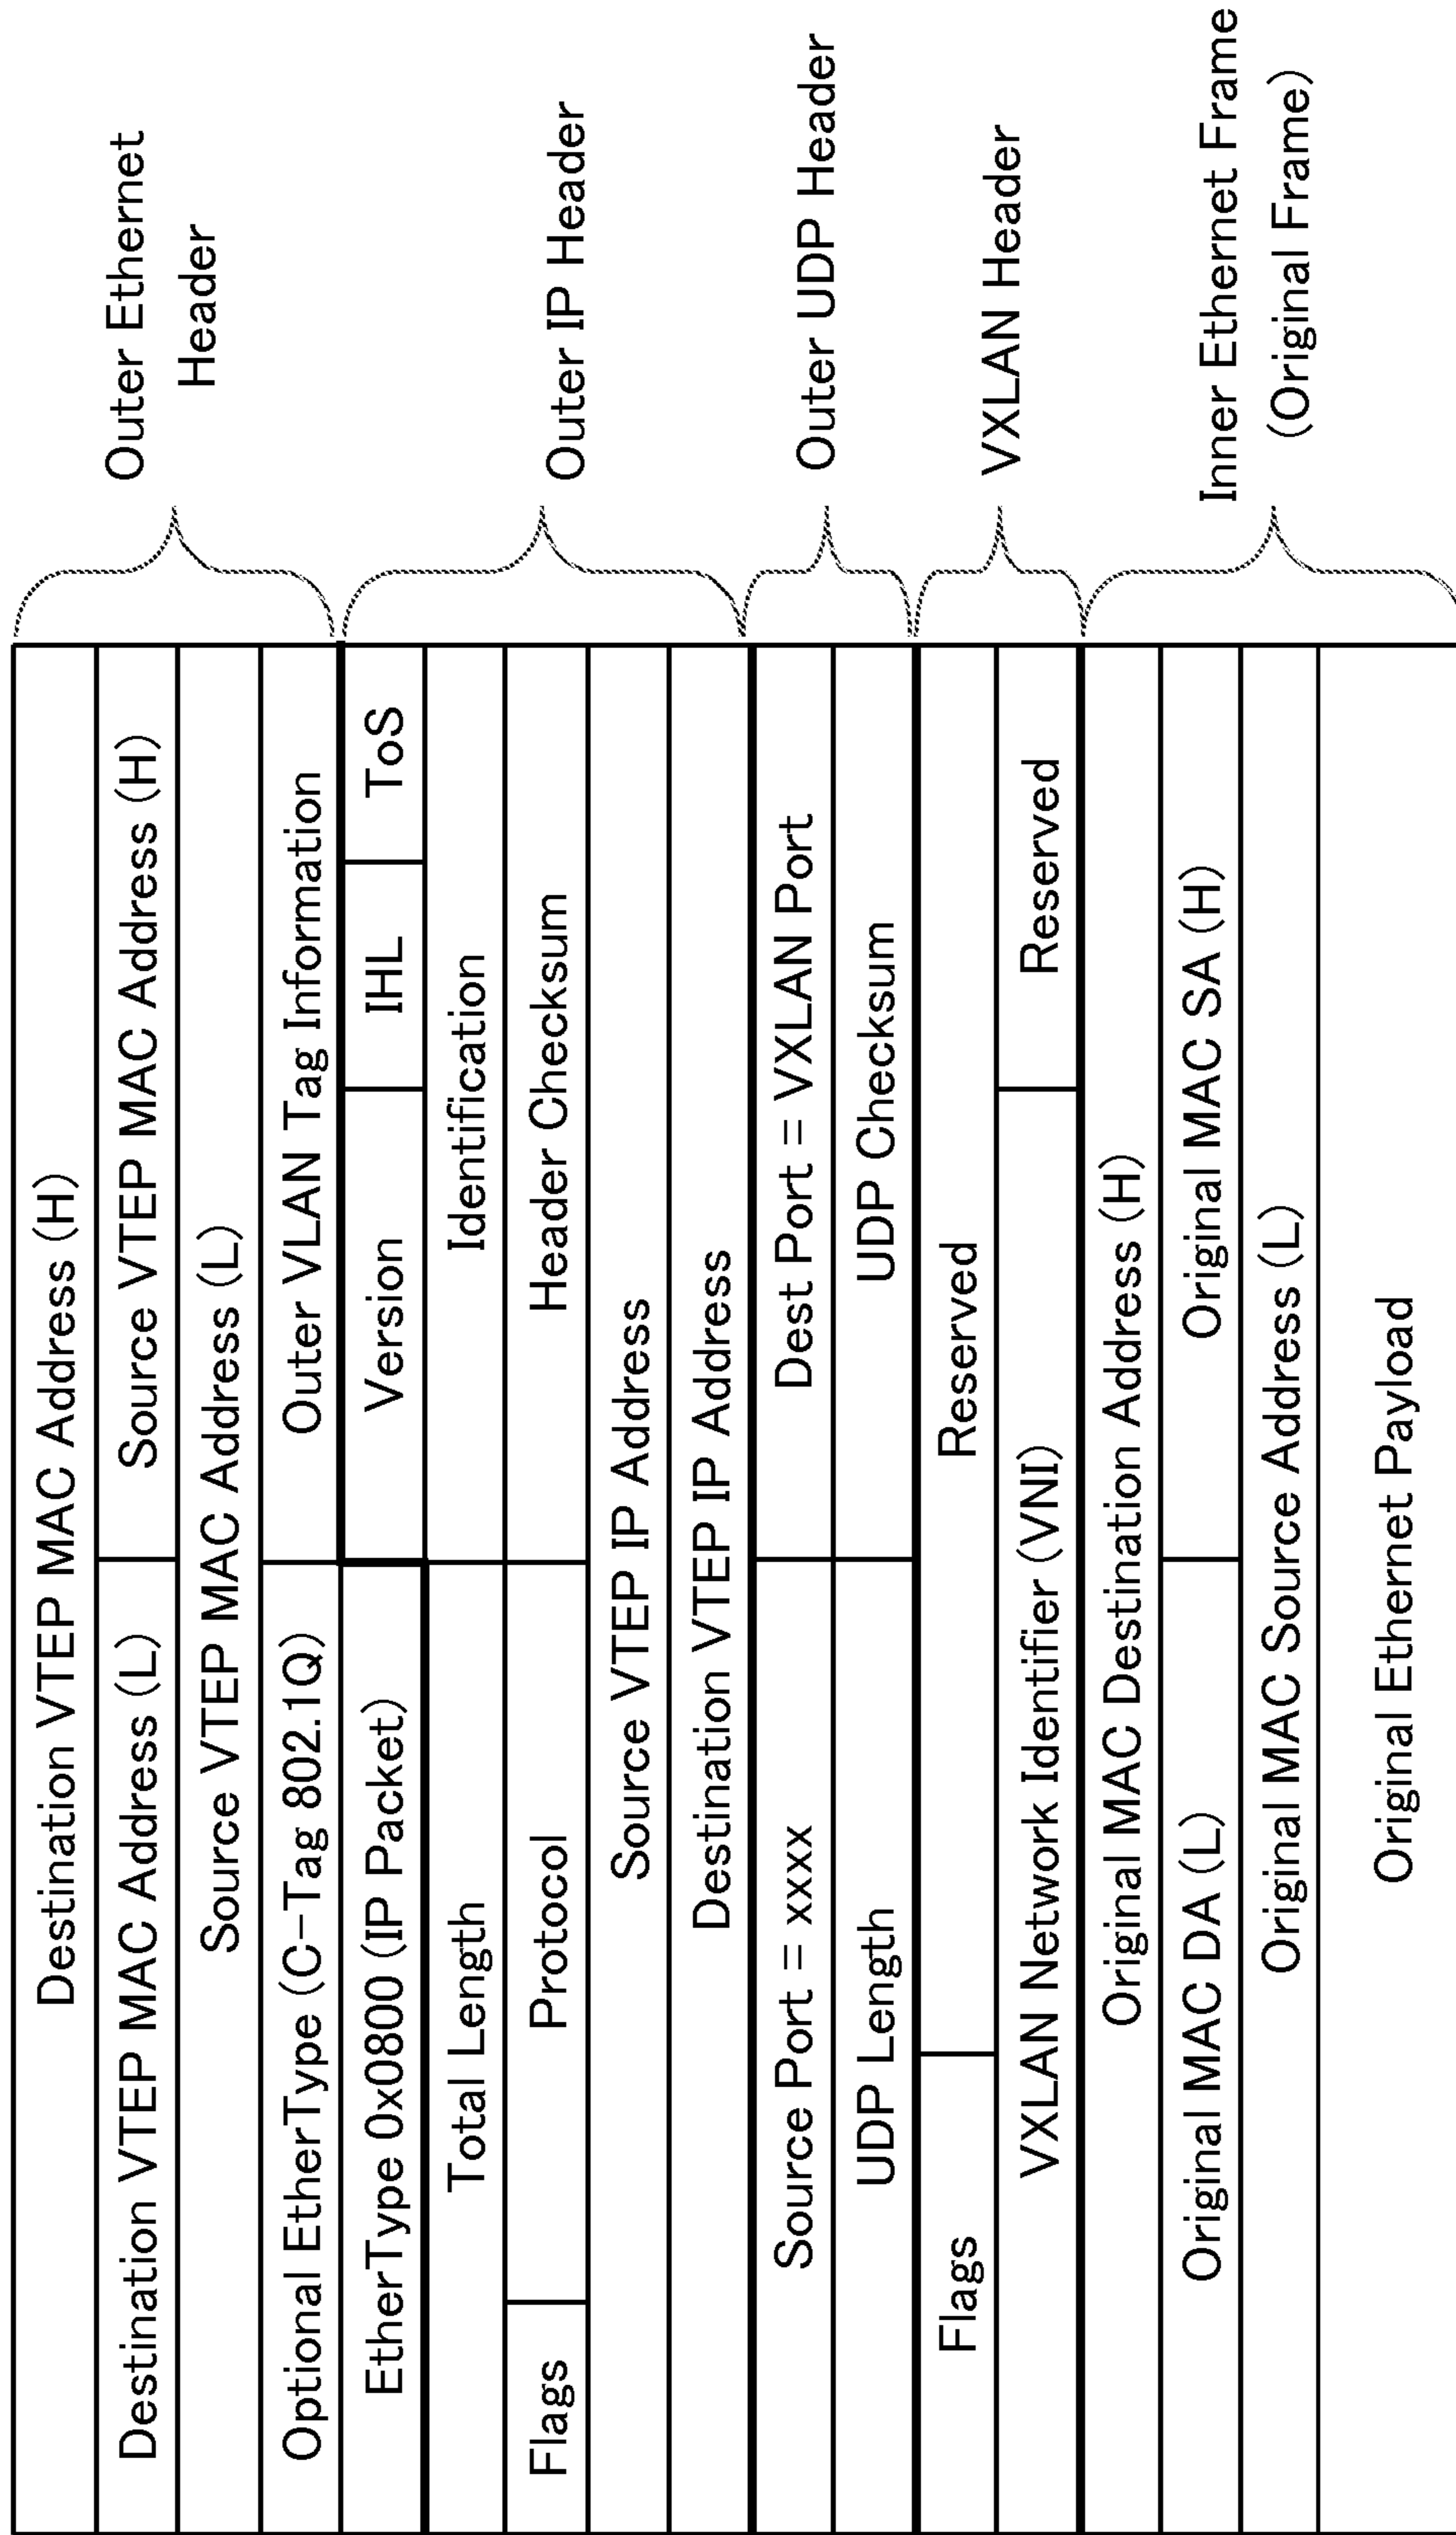 Destination VTEP MAC Address (H)
Destination VTEP MAC Address (L) Source VTEP MAC Address (H)
Source VTEP MAC Address (L)
Optional EtherType (C-Tag 802.1Q) Outer VLAN Tag Information
Outer Ethernet
Header
EtherType 0x0800 (IP Packet) Version IHL ToS
Total Length Identification
Flags Protocol Header Checksum
Source VTEP IP Address
Destination VTEP IP Address
Outer IP Header
Source Port = xxxx Dest Port = VXLAN Port
UDP Length UDP Checksum
Outer UDP Header
Flags Reserved
VXLAN Network Identifier (VNI) Reserved
VXLAN Header
Original MAC Destination Address (H)
Original MAC DA (L) Original MAC SA (H)
Original MAC Source Address (L)
Original Ethernet Payload
Inner Ethernet Frame
(Original Frame)